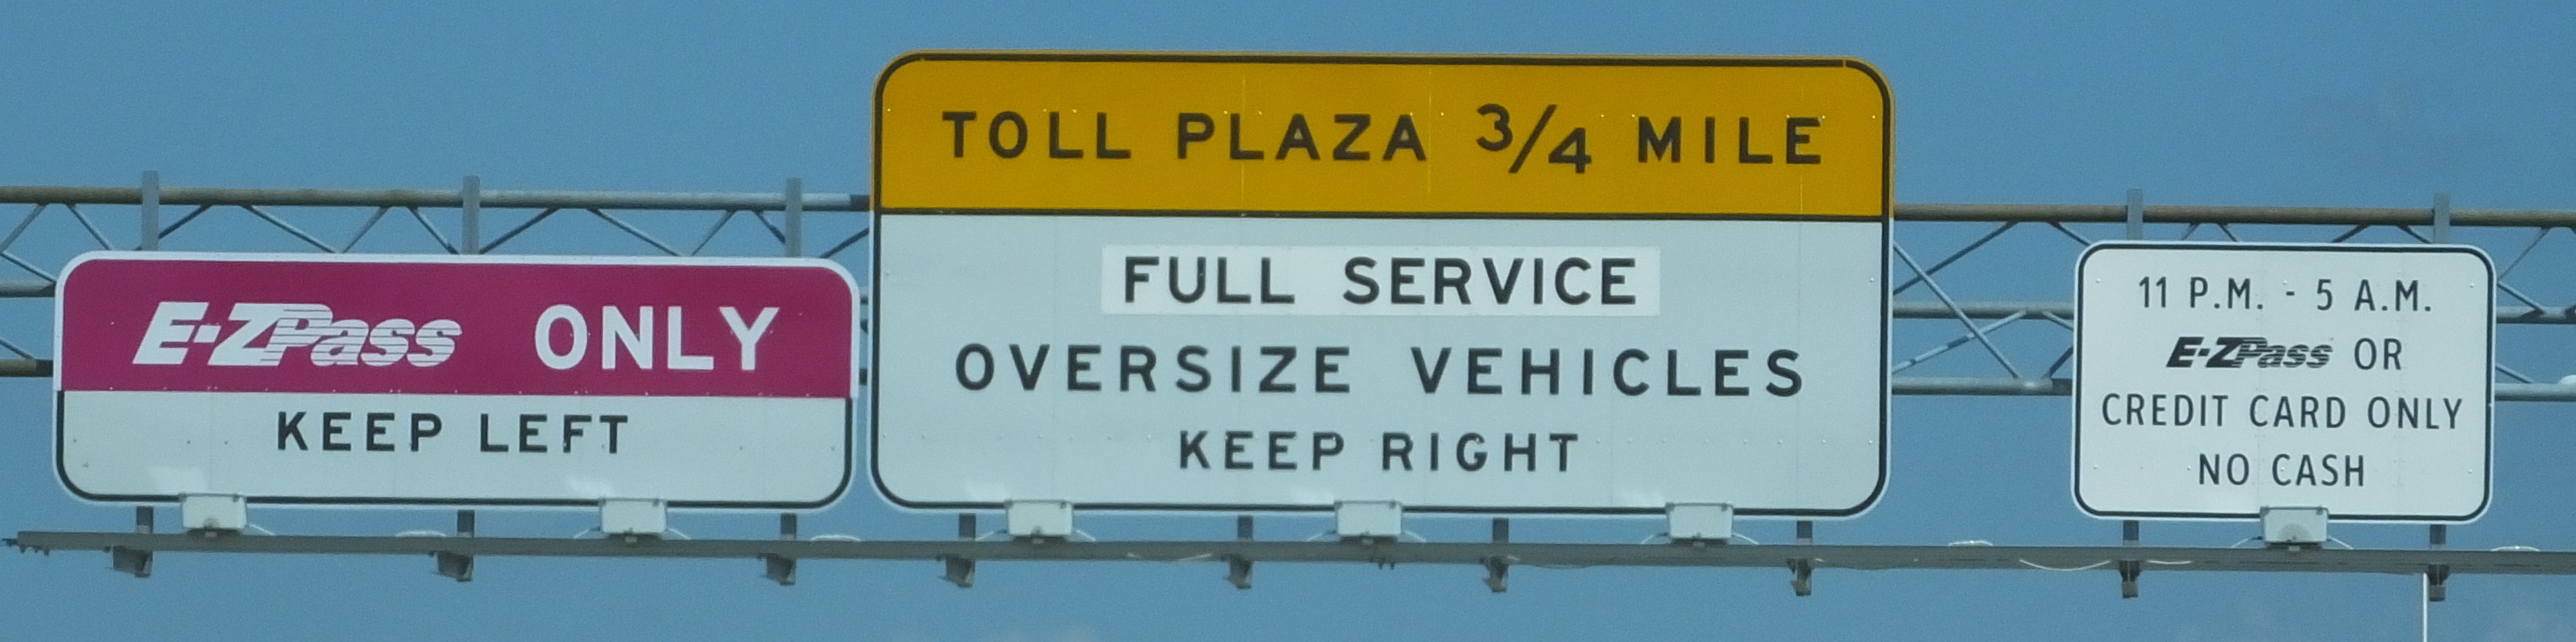 E-ZPass ONLY
KEEP LEFT
TOLL PLAZA 3/4 MILE
FULL SERVICE
OVERSIZE VEHICLES
KEEP RIGHT
11 P.M. - 5 A.M.
E-ZPass OR
CREDIT CARD ONLY
NO CASH